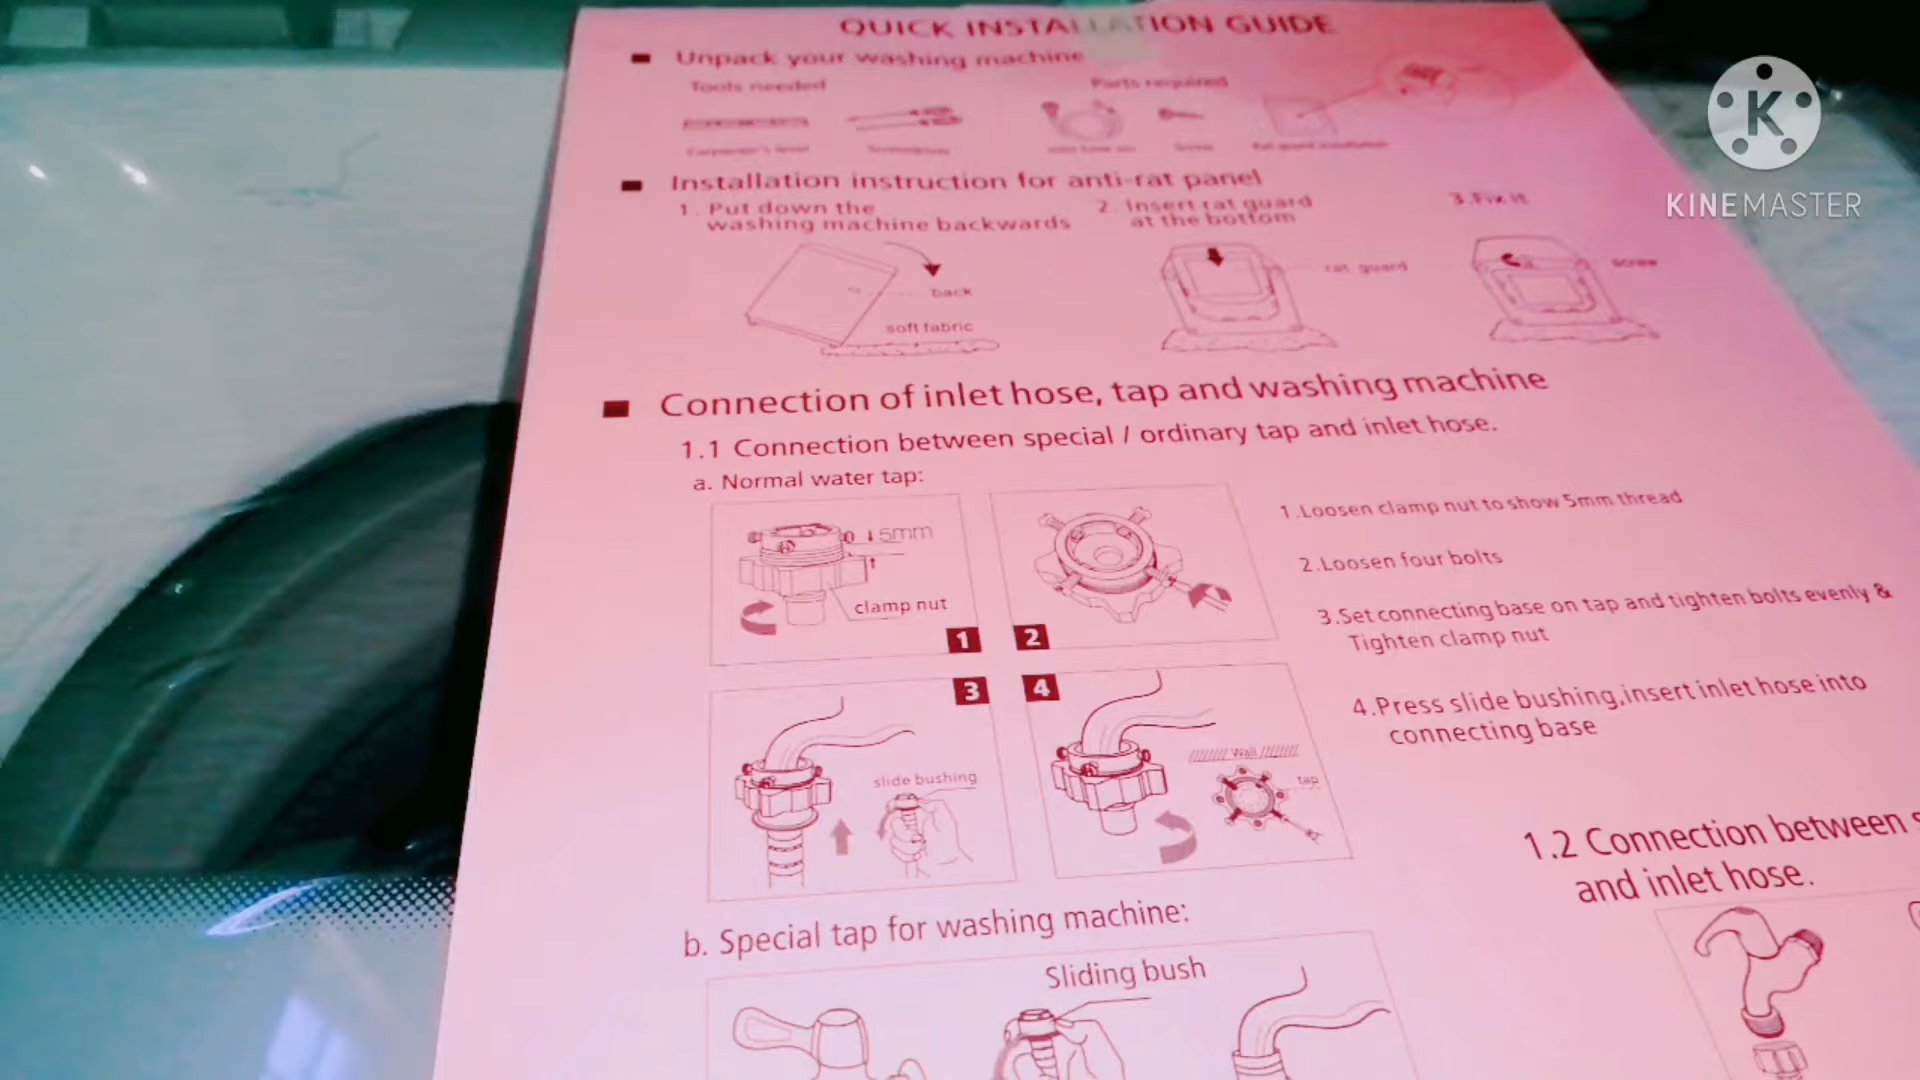 QUICK INSTALLATION GUIDE
Unpack your washing machine
Tools needed
Parts required
Carpenter's level
Installation instruction for anti-rat panel
1. Put down the
washing machine backwards
2. Insert rat guard
at the bottom
3.Fix it
back
soft fabric
rat guard
screw
Connection of inlet hose, tap and washing machine
1.1 Connection between special / ordinary tap and inlet hose.
a. Normal water tap:
5mm
clamp nut
1
2
3
slide bushing
4
Wall
tap
1.Loosen clamp nut to show 5mm thread
2.Loosen four bolts
3.Set connecting base on tap and tighten bolts evenly &
Tighten clamp nut
4.Press slide bushing,insert inlet hose into
connecting base
1.2 Connection between
and inlet hose.
b. Special tap for washing machine:
Sliding bush
K
KINEMASTER